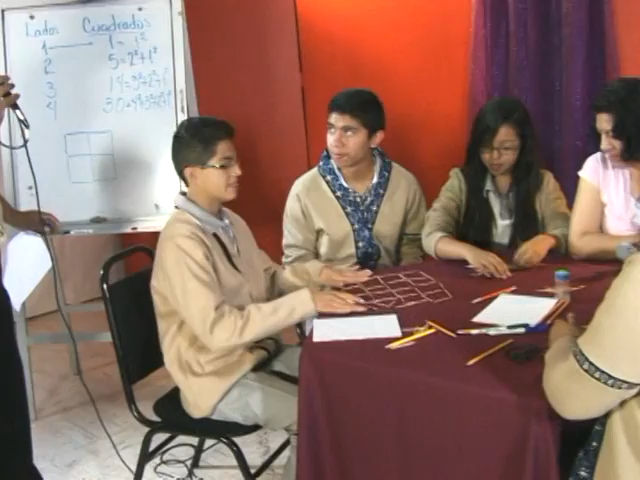 Lados Cuadrados
1 1 = 1²
2 5 = 2² + 1²
3 14 = 3² + 2² + 1²
4 30 = 4² + 3² + 2² + 1²